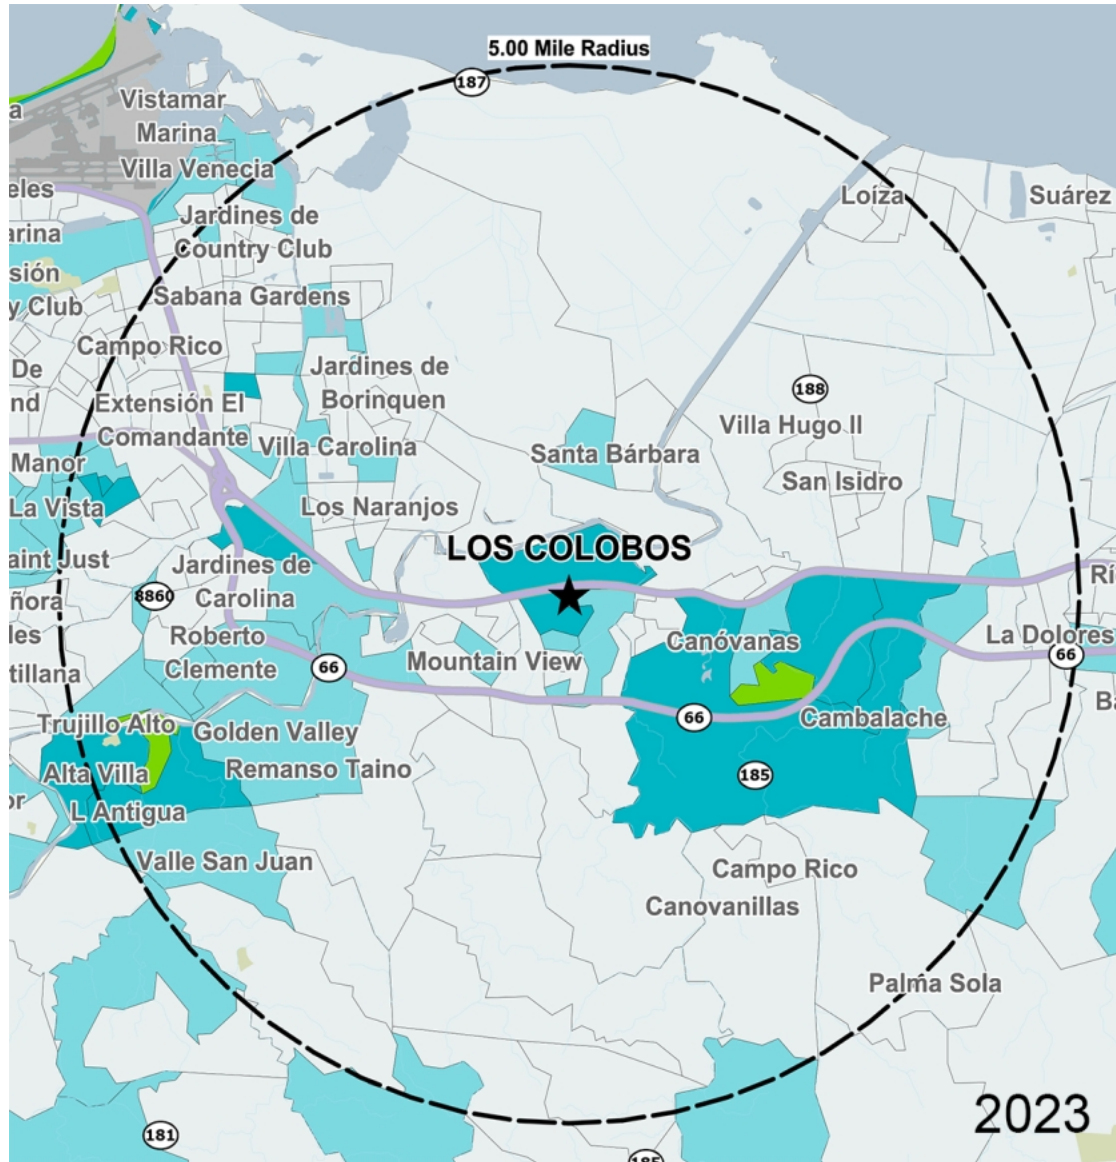 5.00 Mile Radius
187
a
Vistamar
Marina
Villa Venecia
eles
Loíza
Suárez
arina
Jardines de
Country Club
sión
y Club
Sabana Gardens
Campo Rico
De
nd
Jardines de
Borinquen
188
Extensión El
Comandante
Villa Hugo II
Villa Carolina
Santa Bárbara
Manor
San Isidro
La Vista
Los Naranjos
LOS COLOBOS
aint Just
Jardines de
Carolina
Rí
8860
ñora
les
Roberto
Clemente
Canóvanas
La Dolores
66
Mountain View
66
tillana
Ba
Trujillo Alto
Golden Valley
66
Cambalache
Alta Villa
Remanso Taino
185
or
L Antigua
Valle San Juan
Campo Rico
Canovanillas
Palma Sola
2023
181
185